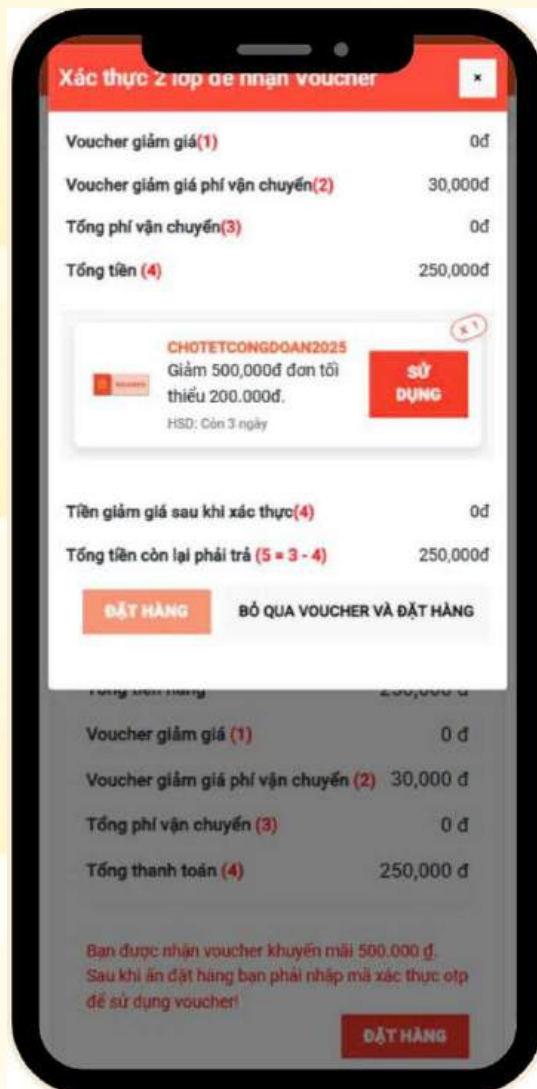 Xác thực 2 lớp để nhận Voucher
×
Voucher giảm giá(1) 0đ
Voucher giảm giá phí vận chuyển(2) 30,000đ
Tổng phí vận chuyển(3) 0đ
Tổng tiền (4) 250,000đ
x 1
CHOTETCONGDOAN2025
Giảm 500,000đ đơn tối
thiểu 200.000đ.
HSD: Còn 3 ngày
SỬ
DỤNG
Tiền giảm giá sau khi xác thực(4) 0đ
Tổng tiền còn lại phải trả (5 = 3 - 4) 250,000đ
ĐẶT HÀNG
BỎ QUA VOUCHER VÀ ĐẶT HÀNG
Tổng tiền hàng 250,000 đ
Voucher giảm giá (1) 0 đ
Voucher giảm giá phí vận chuyển (2) 30,000 đ
Tổng phí vận chuyển (3) 0 đ
Tổng thanh toán (4) 250,000 đ
Bạn được nhận voucher khuyến mãi 500.000 ₫.
Sau khi ấn đặt hàng bạn phải nhập mã xác thực otp
để sử dụng voucher!
ĐẶT HÀNG